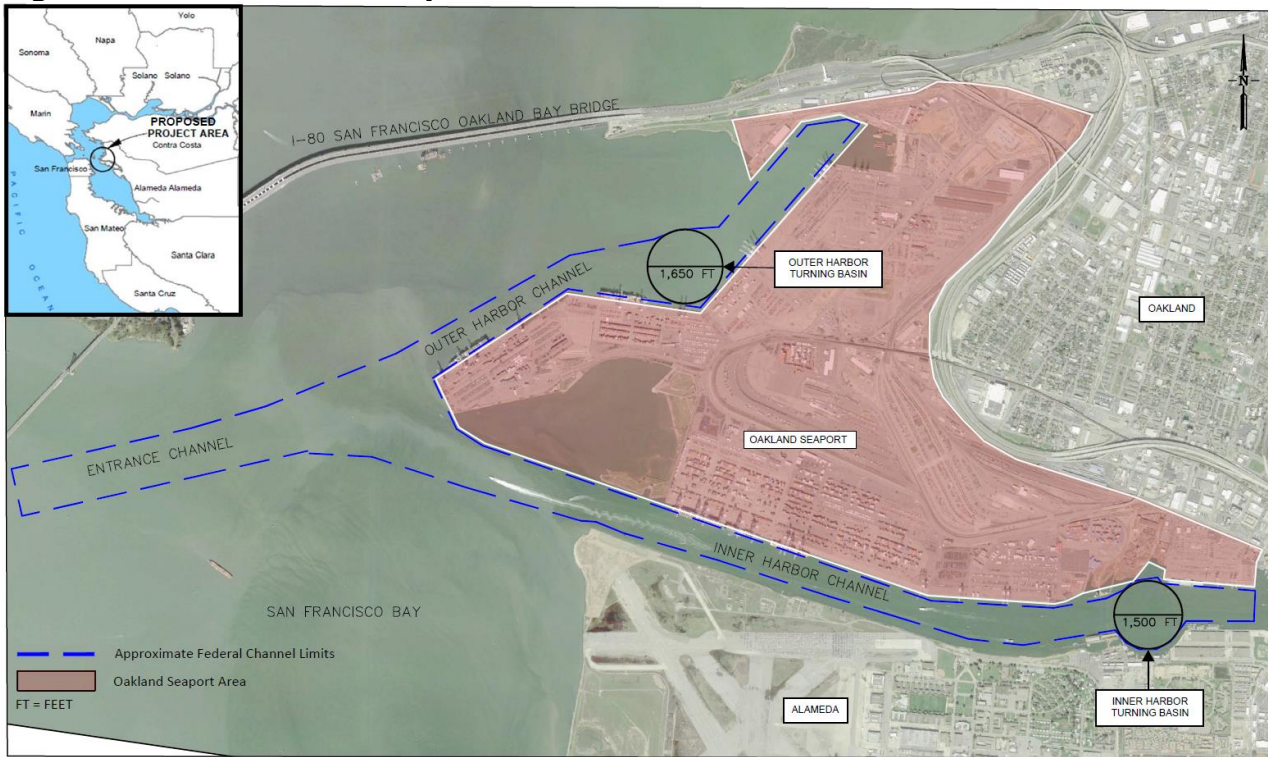 Yolo
Napa
Sonoma
Solano Solano
Marin
PROPOSED
PROJECT AREA
Contra Costa
San Francisco
Alameda Alameda
San Mateo
Santa Clara
Santa Cruz
PACIFIC OCEAN
I-80 SAN FRANCISCO OAKLAND BAY BRIDGE
N
1,650 FT
OUTER HARBOR
TURNING BASIN
OAKLAND
OUTER HARBOR CHANNEL
OAKLAND SEAPORT
ENTRANCE CHANNEL
INNER HARBOR CHANNEL
SAN FRANCISCO BAY
1,500 FT
Approximate Federal Channel Limits
Oakland Seaport Area
FT = FEET
ALAMEDA
INNER HARBOR
TURNING BASIN